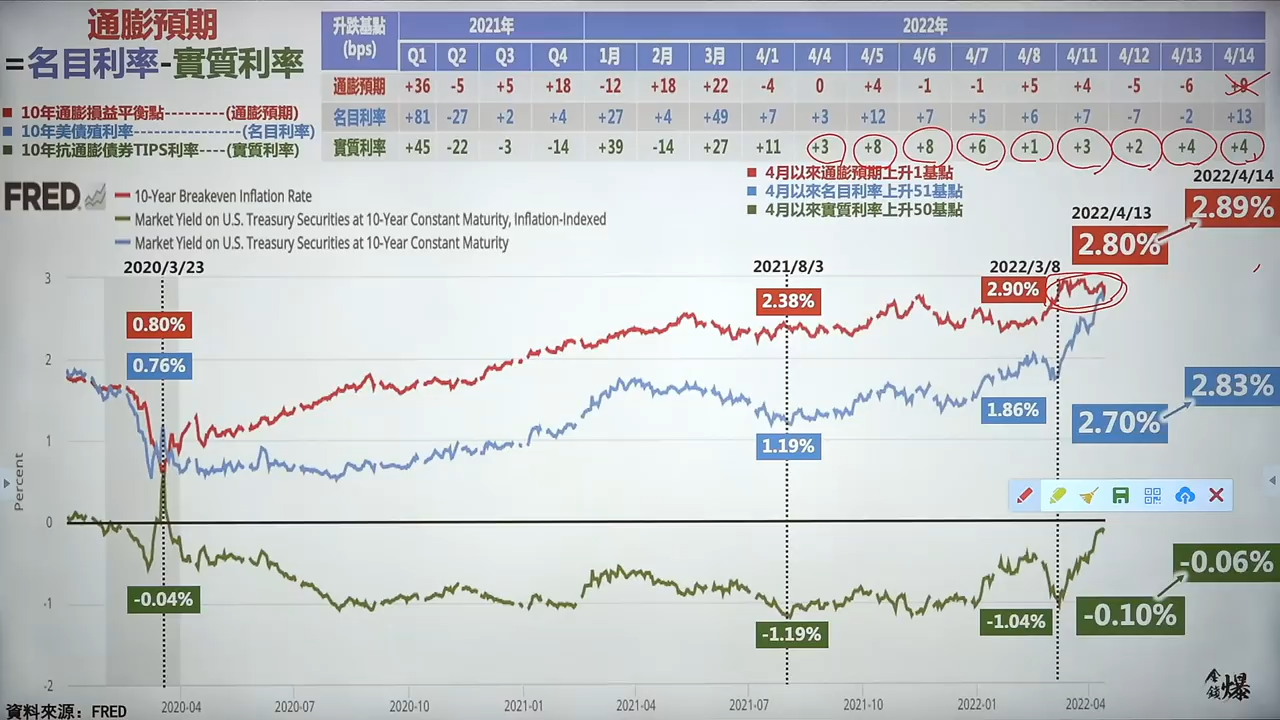 通膨預期
=名目利率-實質利率
10年通膨損益平衡點---------(通膨預期)
10年美債殖利率----------------(名目利率)
10年抗通膨債券TIPS利率----(實質利率)
升跌基點 2021年 2022年
(bps) Q1 Q2 Q3 Q4 1月 2月 3月 4/1 4/4 4/5 4/6 4/7 4/8 4/11 4/12 4/13 4/14
通膨預期 +36 -5 +5 +18 -12 +18 +22 -4 0 +4 -1 -1 +5 +4 -5 -6 +9
名目利率 +81 -27 +2 +4 +27 +4 +49 +7 +3 +12 +7 +5 +6 +7 -7 -2 +13
實質利率 +45 -22 -3 -14 +39 -14 +27 +11 +3 +8 +8 +6 +1 +3 +2 +4 +4
4月以來通膨預期上升1基點
4月以來名目利率上升51基點
4月以來實質利率上升50基點
FRED
10-Year Breakeven Inflation Rate
Market Yield on U.S. Treasury Securities at 10-Year Constant Maturity, Inflation-Indexed
Market Yield on U.S. Treasury Securities at 10-Year Constant Maturity
2022/4/14
2.89%
2022/4/13
2.80%
2020/3/23 2021/8/3 2022/3/8
0.80% 2.38% 2.90%
0.76% 1.19% 1.86% 2.70% 2.83%
-0.04% -1.19% -1.04% -0.10% -0.06%
Percent
3
2
1
0
-1
-2
2020-04 2020-07 2020-10 2021-01 2021-04 2021-07 2021-10 2022-01 2022-04
資料來源：FRED
金錢爆